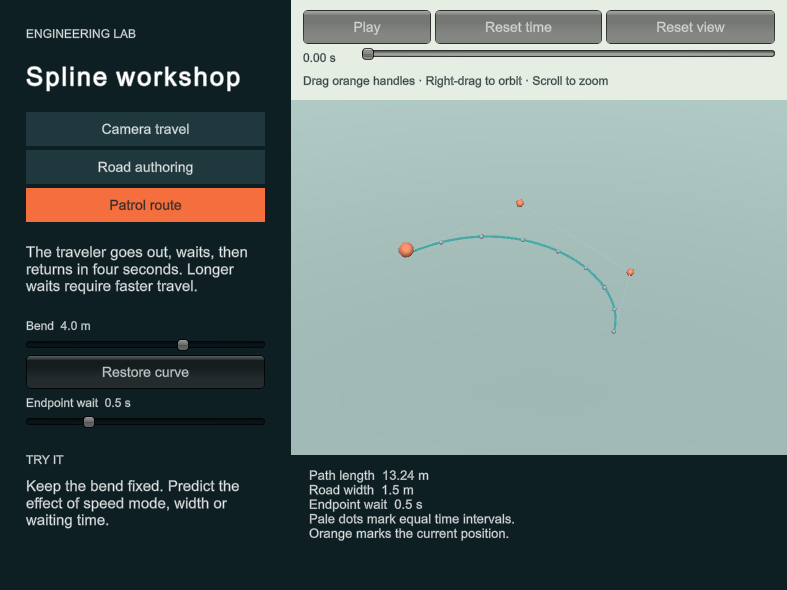 ENGINEERING LAB
Spline workshop
Camera travel
Road authoring
Patrol route
The traveler goes out, waits, then
returns in four seconds. Longer
waits require faster travel.
Bend  4.0 m
Restore curve
Endpoint wait  0.5 s
TRY IT
Keep the bend fixed. Predict the
effect of speed mode, width or
waiting time.
Play
Reset time
Reset view
0.00 s
Drag orange handles · Right-drag to orbit · Scroll to zoom
Path length  13.24 m
Road width  1.5 m
Endpoint wait  0.5 s
Pale dots mark equal time intervals.
Orange marks the current position.